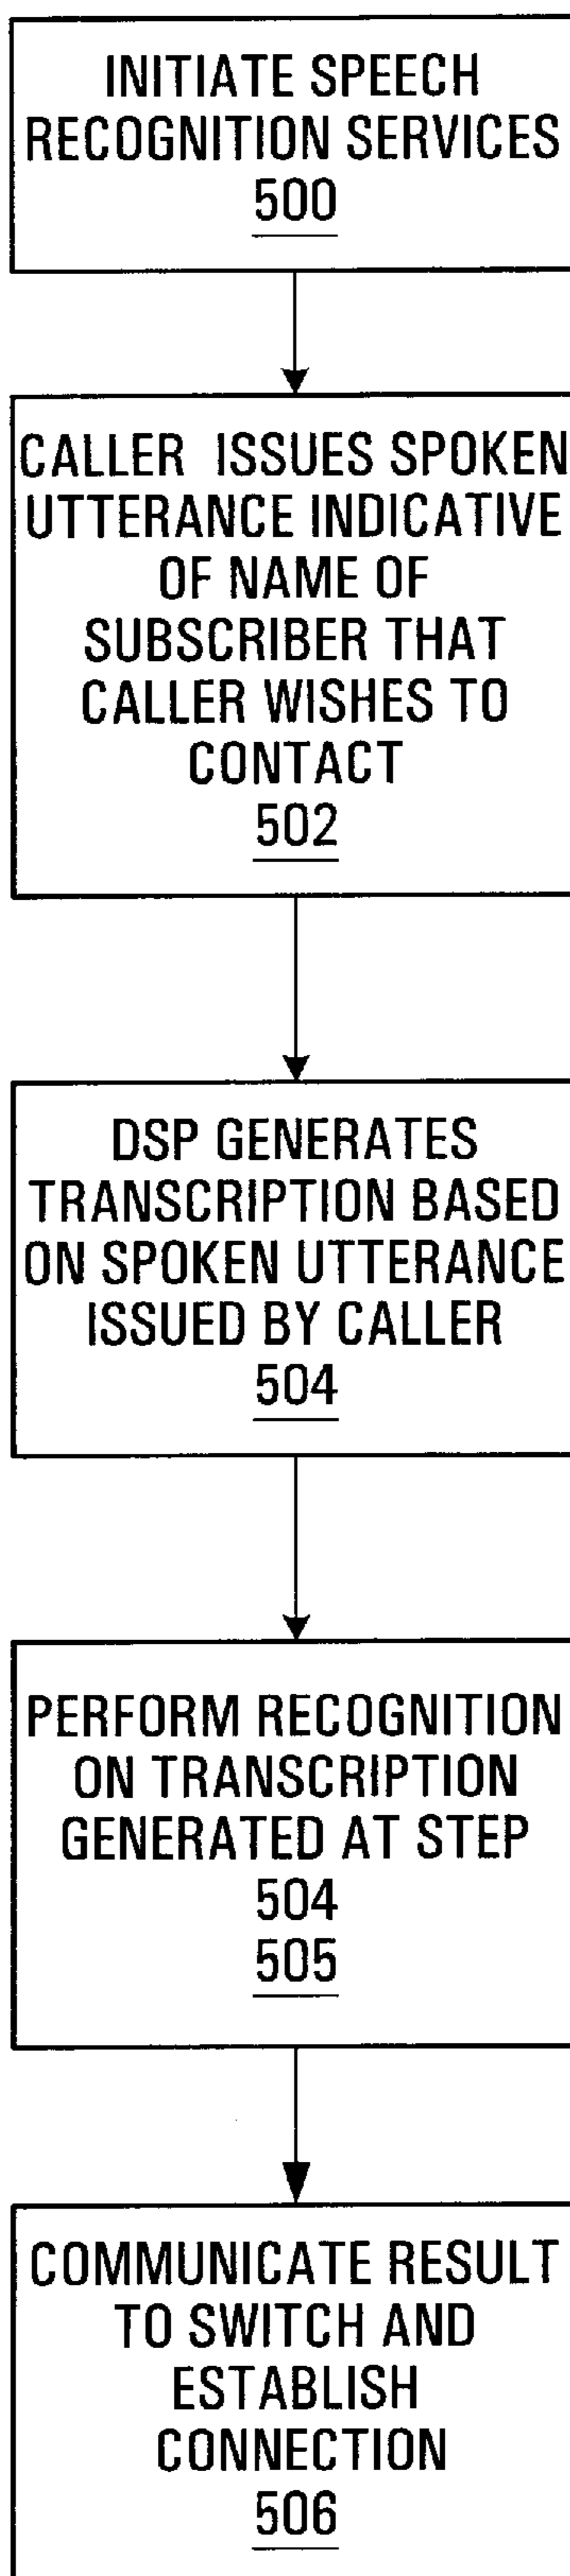 INITIATE SPEECH
RECOGNITION SERVICES
500
CALLER ISSUES SPOKEN
UTTERANCE INDICATIVE
OF NAME OF
SUBSCRIBER THAT
CALLER WISHES TO
CONTACT
502
DSP GENERATES
TRANSCRIPTION BASED
ON SPOKEN UTTERANCE
ISSUED BY CALLER
504
PERFORM RECOGNITION
ON TRANSCRIPTION
GENERATED AT STEP
504
505
COMMUNICATE RESULT
TO SWITCH AND
ESTABLISH
CONNECTION
506